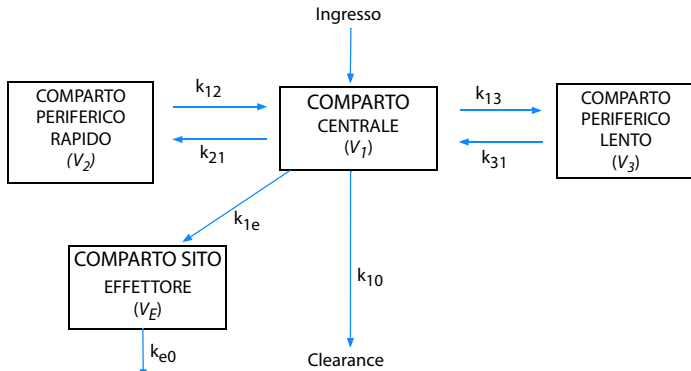 Ingresso
k12
COMPARTO
PERIFERICO
RAPIDO
(V2)
k21
COMPARTO
CENTRALE
(V1)
k13
k31
COMPARTO
PERIFERICO
LENTO
(V3)
k1e
COMPARTO SITO
EFFETTORE
(VE)
k10
ke0
Clearance